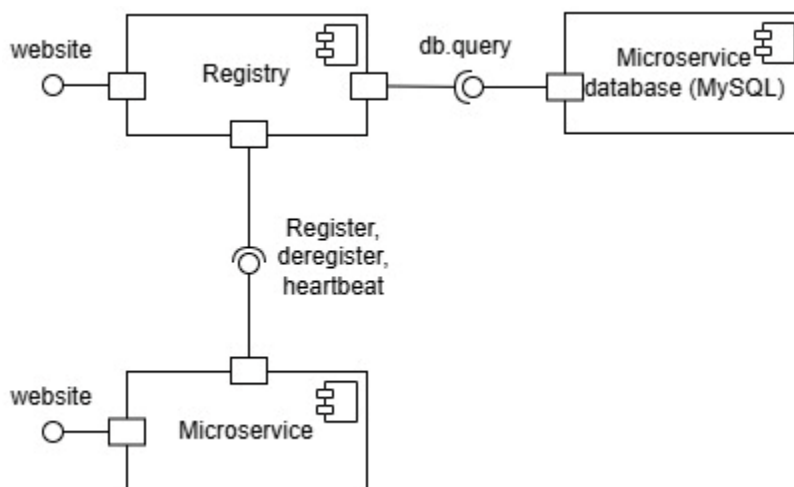 website
Registry
db.query
Microservice
database (MySQL)
Register,
deregister,
heartbeat
website
Microservice